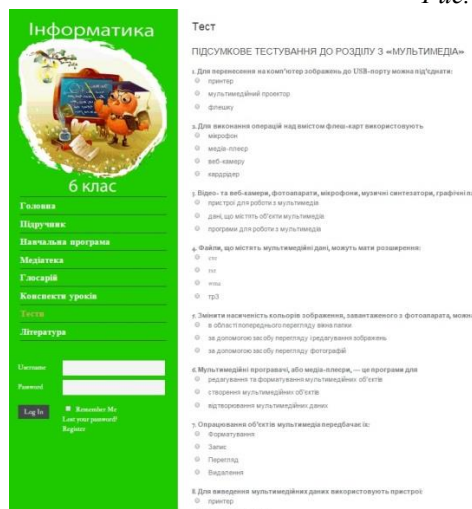 Рис.
Інформатика
6 клас
Головна
Підручник
Навчальна програма
Медіатека
Глосарій
Конспекти уроків
Тести
Література
Username
Password
Log In
Remember Me
Lost your password?
Register
Тест
ПІДСУМКОВЕ ТЕСТУВАННЯ ДО РОЗДІЛУ 3 «МУЛЬТИМЕДІА»
1. Для перенесення на комп'ютер зображень до USB-порту можна під'єднати:
принтер
мультимедійний проектор
флешку
2. Для виконання операцій над вмістом флеш-карт використовують
мікрофон
медіа-плеєр
веб-камеру
кардрідер
Відео- та веб-камери, фотоапарати, мікрофони, музичні синтезатори, графічні
пристрої для роботи з мультимедіа
дані, що містять об'єкти мультимедіа
програми для роботи з мультимедіа
4. Файли, що містять мультимедійні дані, можуть мати розширення:
тр3
5. Змінити насиченість кольорів зображення, завантаженого з фотоапарата,
в області попереднього перегляду вікна папки
за допомогою засобу перегляду і редагування зображень
за допомогою засобу перегляду фотографій
6. Мультимедійні програвачі, або медіа-плеєри, — це програми для
редагування та форматування мультимедійних об'єктів
створення мультимедійних об'єктів
відтворювання мультимедійних даних
7. Опрацювання об'єктів мультимедіа передбачає їх:
Форматування
Запис
Перегляд
Видалення
8. Для виведення мультимедійних даних використовують пристрої:
принтер